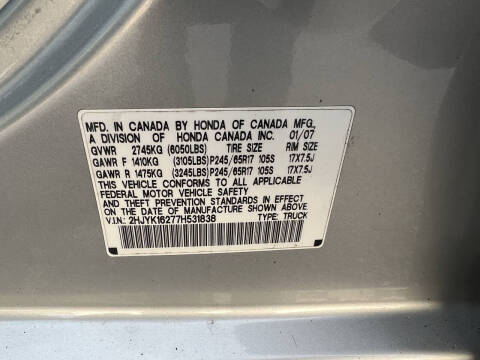 MFD. IN CANADA BY HONDA OF CANADA MFG.,
A DIVISION OF HONDA CANADA INC. 01/07
GVWR 2745KG (6050LBS) TIRE SIZE RIM SIZE
GAWR F 1410KG (3105LBS) P245/65R17 105S 17X7.5J
GAWR R 1475KG (3245LBS) P245/65R17 105S 17X7.5J
THIS VEHICLE CONFORMS TO ALL APPLICABLE
FEDERAL MOTOR VEHICLE SAFETY
AND THEFT PREVENTION STANDARDS IN EFFECT
ON THE DATE OF MANUFACTURE SHOWN ABOVE.
V.I.N.: 2HJYK16277H531838 TYPE: TRUCK